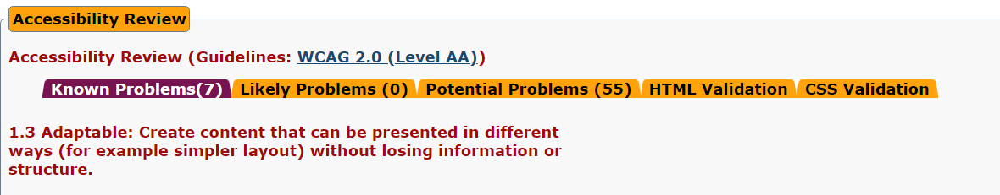 Accessibility Review
Accessibility Review (Guidelines: WCAG 2.0 (Level AA))
Known Problems(7) Likely Problems (0) Potential Problems (55) HTML Validation CSS Validation
1.3 Adaptable: Create content that can be presented in different
ways (for example simpler layout) without losing information or
structure.